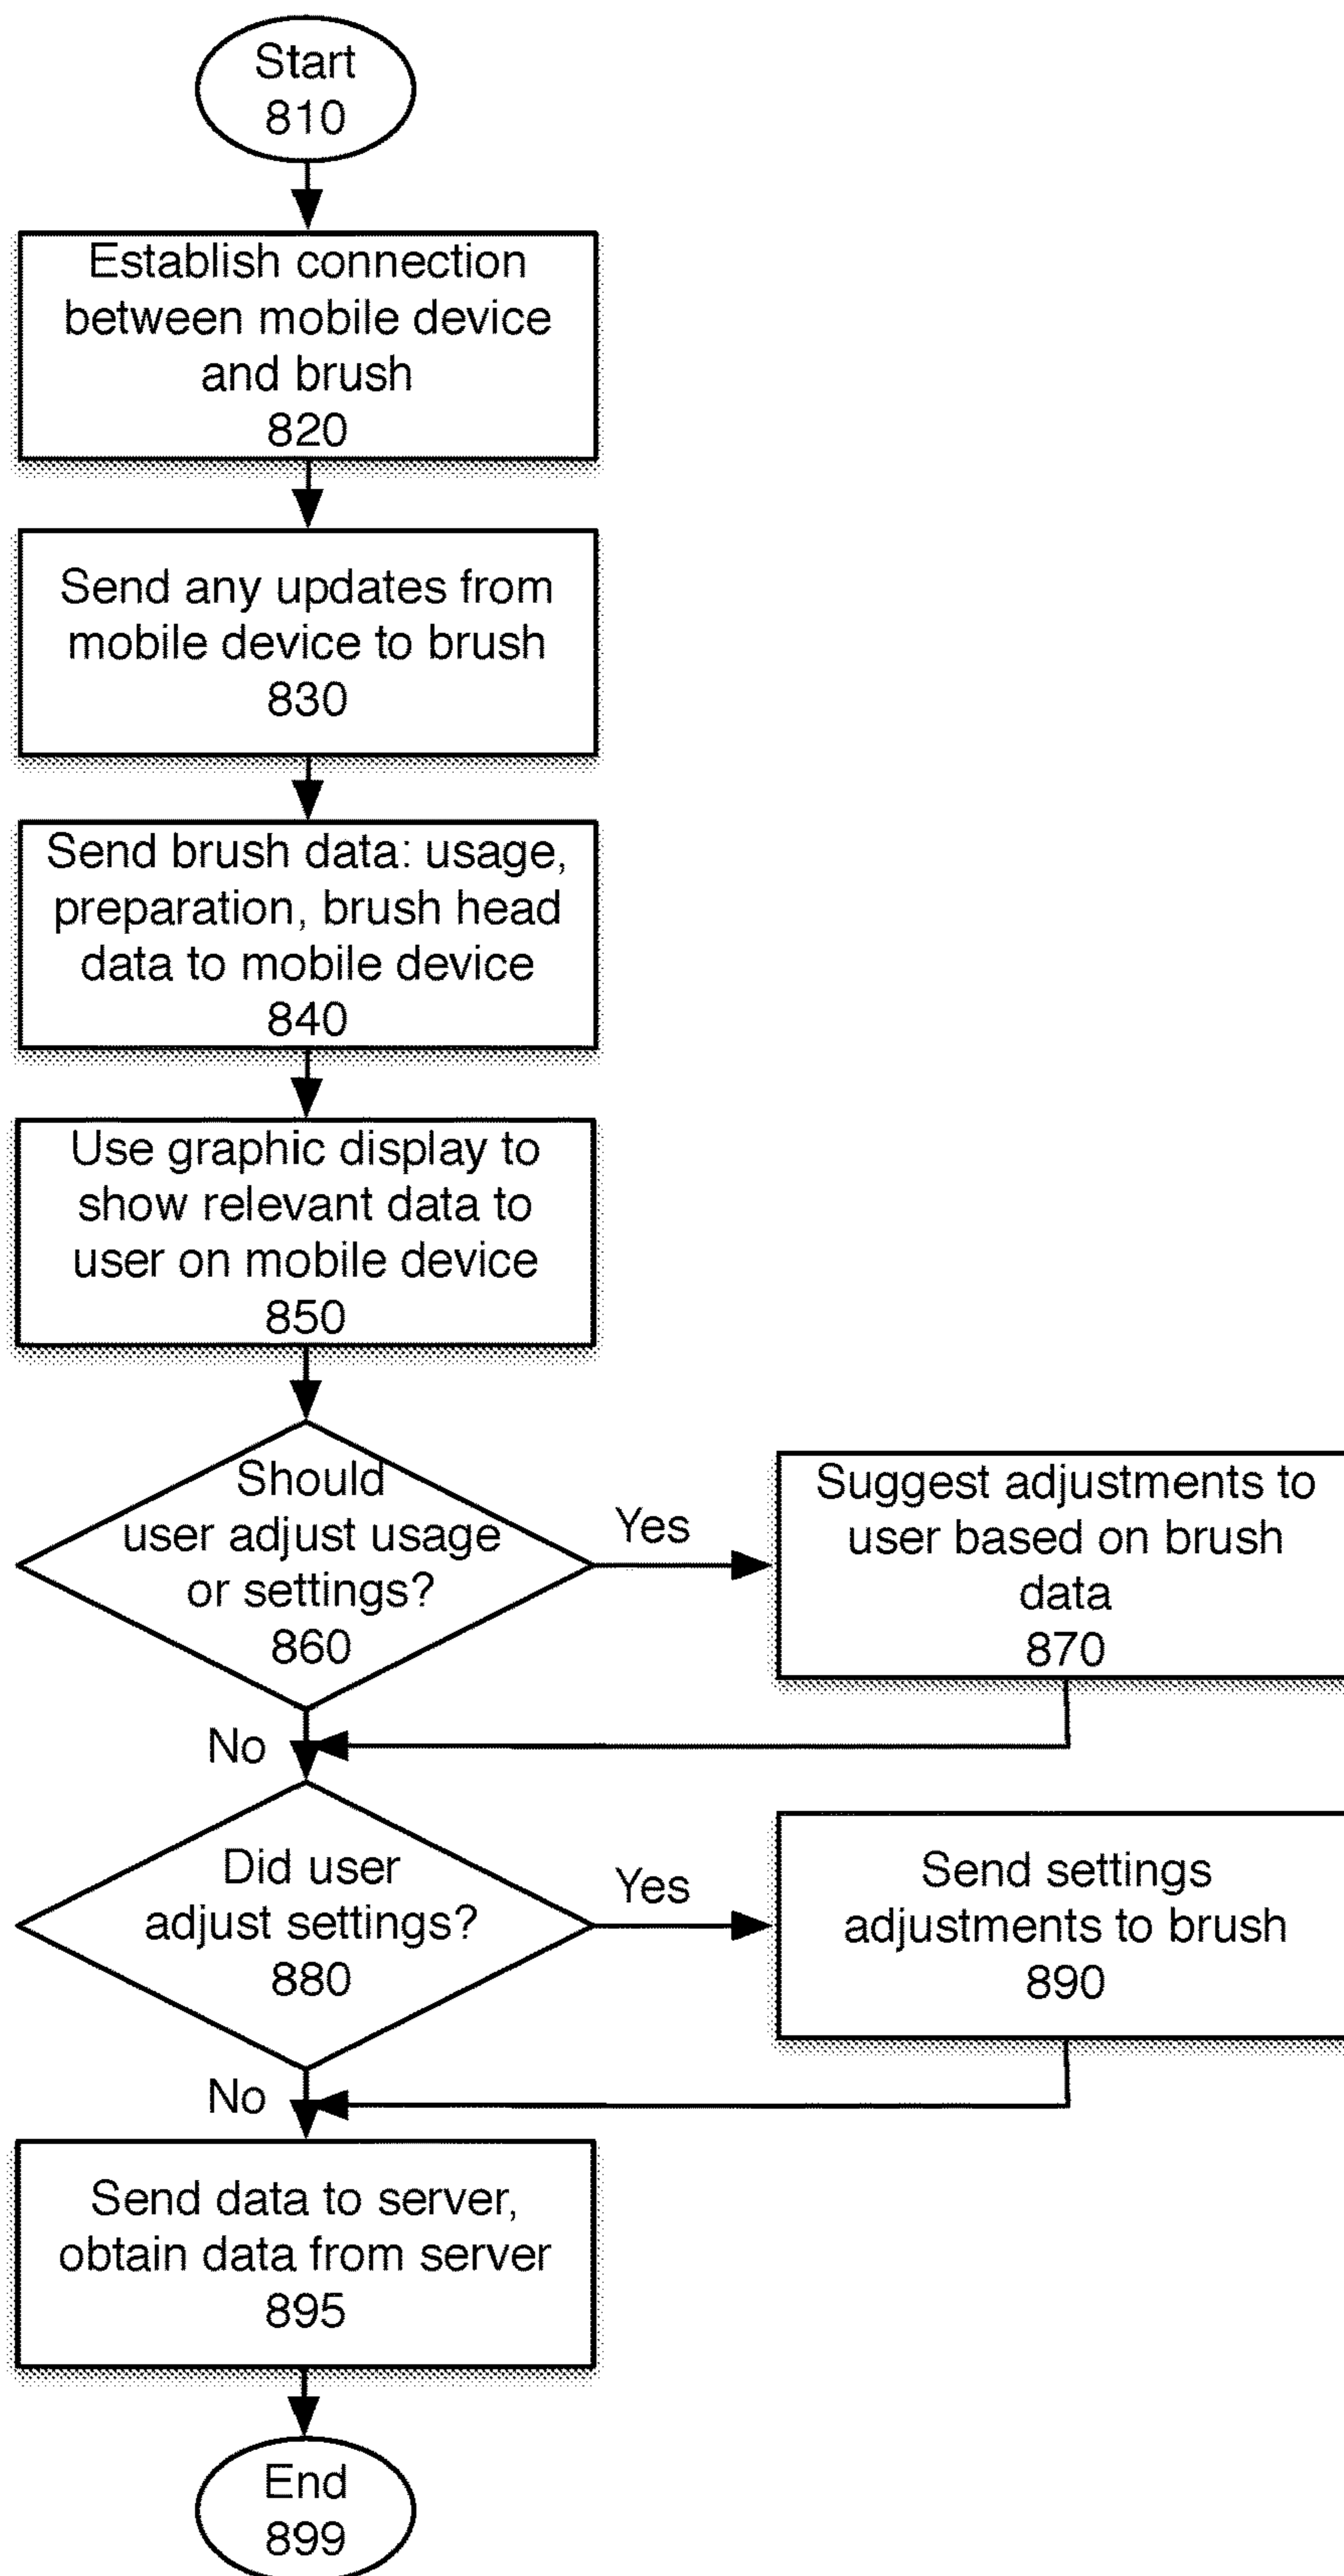 Start
810
Establish connection
between mobile device
and brush
820
Send any updates from
mobile device to brush
830
Send brush data: usage,
preparation, brush head
data to mobile device
840
Use graphic display to
show relevant data to
user on mobile device
850
Should
user adjust usage
or settings?
860
Yes
Suggest adjustments to
user based on brush
data
870
No
Did user
adjust settings?
880
Yes
Send settings
adjustments to brush
890
No
Send data to server,
obtain data from server
895
End
899